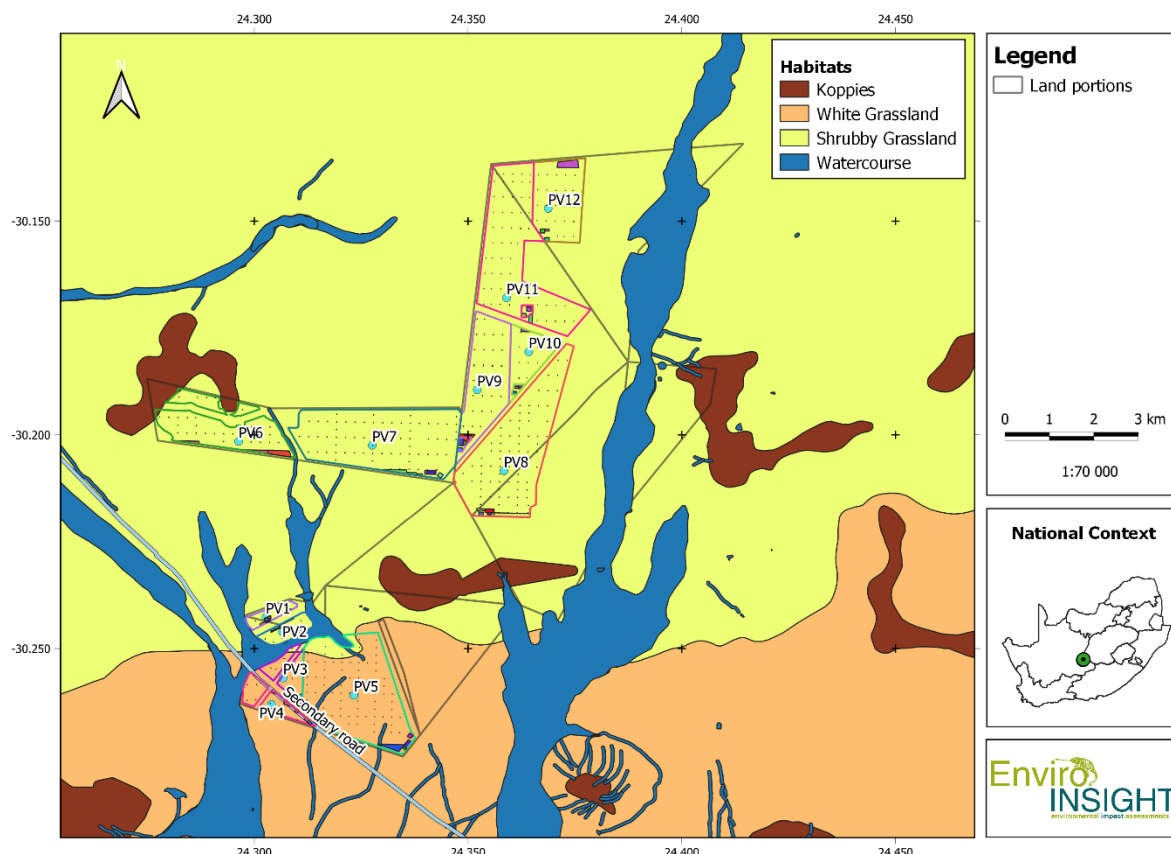 24.300
24.350
24.400
24.450
N
Habitats
Koppies
White Grassland
Shrubby Grassland
Watercourse
Legend
Land portions
-30.150
-30.200
-30.250
PV12
PV11
PV10
PV9
PV6
PV7
PV8
PV1
PV2
PV3
PV5
PV4
Secondary road
0 1 2 3 km
1:70 000
National Context
Enviro
INSIGHT
environmental impact assessments
24.300
24.350
24.400
24.450